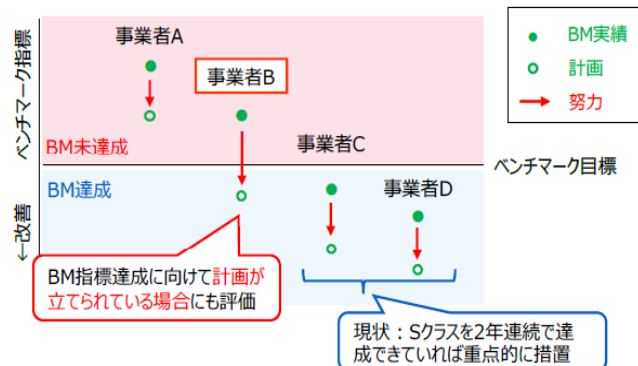 ベンチマーク指標
←改善
事業者A
事業者B
BM未達成
事業者C
ベンチマーク目標
BM達成
事業者D
BM指標達成に向けて計画が
立てられている場合にも評価
現状：Sクラスを2年連続で達
成できていれば重点的に措置
BM実績
計画
努力